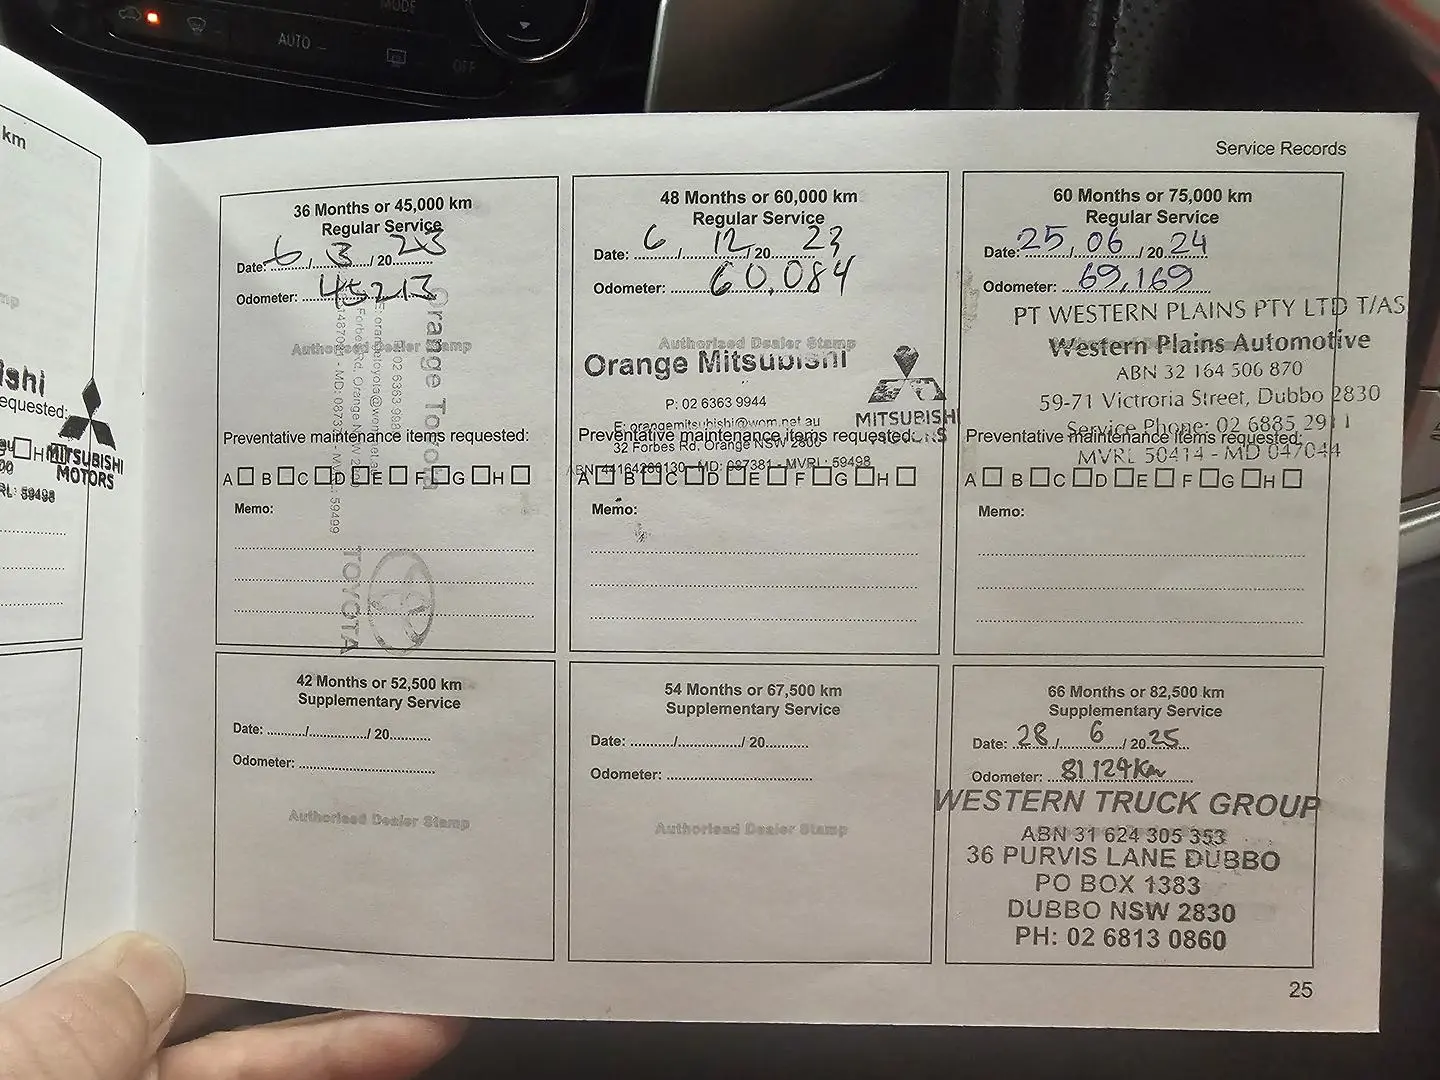 MODE
AUTO
OFF
km
Service Records
36 Months or 45,000 km
Regular Service
Date: 6 / 3 / 20 23
Odometer: 45213
Authorised Dealer Stamp
Orange Toyota
TOYOTA
Preventative maintenance items requested:
A B C D E F G H
Memo:
48 Months or 60,000 km
Regular Service
Date: 6 / 12 / 20 23
Odometer: 60,084
Authorised Dealer Stamp
Orange Mitsubishi
P: 02 6363 9944
E: orangemitsubishi@wom.net.au
32 Forbes Rd, Orange NSW 2800
MITSUBISHI
Preventative maintenance items requested:
A B C D E F G H
Memo:
60 Months or 75,000 km
Regular Service
Date: 25 / 06 / 20 24
Odometer: 69,169
PT WESTERN PLAINS PTY LTD T/AS
Western Plains Automotive
ABN 32 164 506 870
59-71 Victroria Street, Dubbo 2830
Service Phone: 02 6885 2911
Preventative maintenance items requested:
MVRL 50414 - MD 047044
A B C D E F G H
Memo:
42 Months or 52,500 km
Supplementary Service
Date: / / 20
Odometer:
Authorised Dealer Stamp
54 Months or 67,500 km
Supplementary Service
Date: / / 20
Odometer:
Authorised Dealer Stamp
66 Months or 82,500 km
Supplementary Service
Date: 28 / 6 / 20 25
Odometer: 81 124Km
WESTERN TRUCK GROUP
ABN 31 624 305 353
36 PURVIS LANE DUBBO
PO BOX 1383
DUBBO NSW 2830
PH: 02 6813 0860
25
equested:
MITSUBISHI
MOTORS